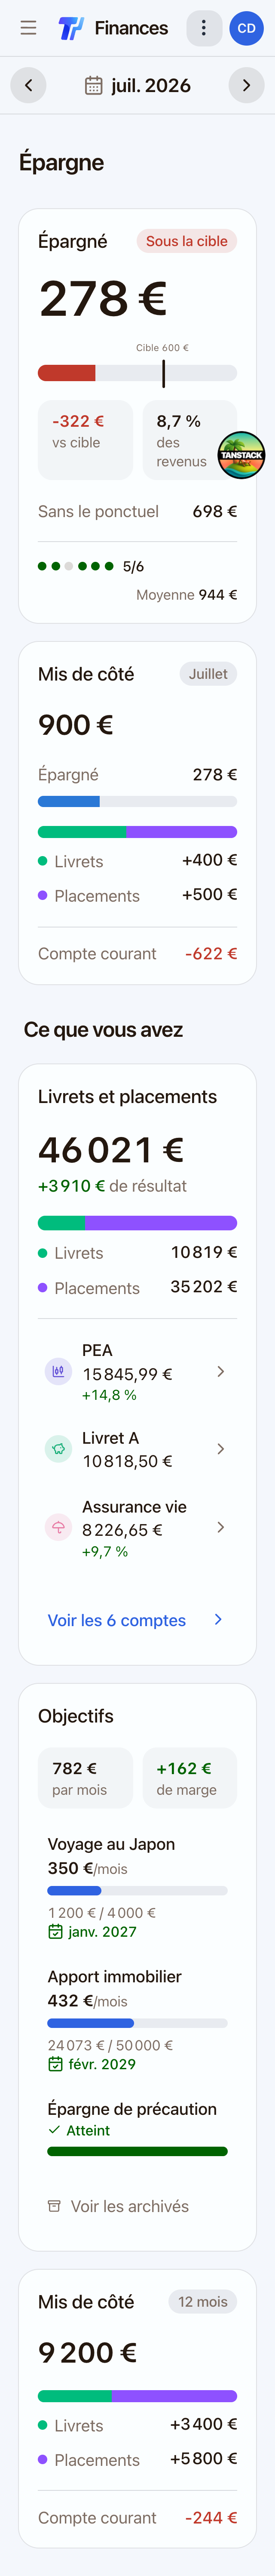 Finances
CD
juil. 2026
Épargne
Épargné
Sous la cible
278 €
Cible 600 €
-322 €
vs cible
8,7 %
des
revenus
TANSTACK
Sans le ponctuel
698 €
5/6
Moyenne 944 €
Mis de côté
Juillet
900 €
Épargné
278 €
Livrets
+400 €
Placements
+500 €
Compte courant
-622 €
Ce que vous avez
Livrets et placements
46 021 €
+3 910 € de résultat
Livrets
10 819 €
Placements
35 202 €
PEA
15 845,99 €
+14,8 %
Livret A
10 818,50 €
Assurance vie
8 226,65 €
+9,7 %
Voir les 6 comptes
Objectifs
782 €
par mois
+162 €
de marge
Voyage au Japon
350 €/mois
1 200 € / 4 000 €
janv. 2027
Apport immobilier
432 €/mois
24 073 € / 50 000 €
févr. 2029
Épargne de précaution
Atteint
Voir les archivés
Mis de côté
12 mois
9 200 €
Livrets
+3 400 €
Placements
+5 800 €
Compte courant
-244 €